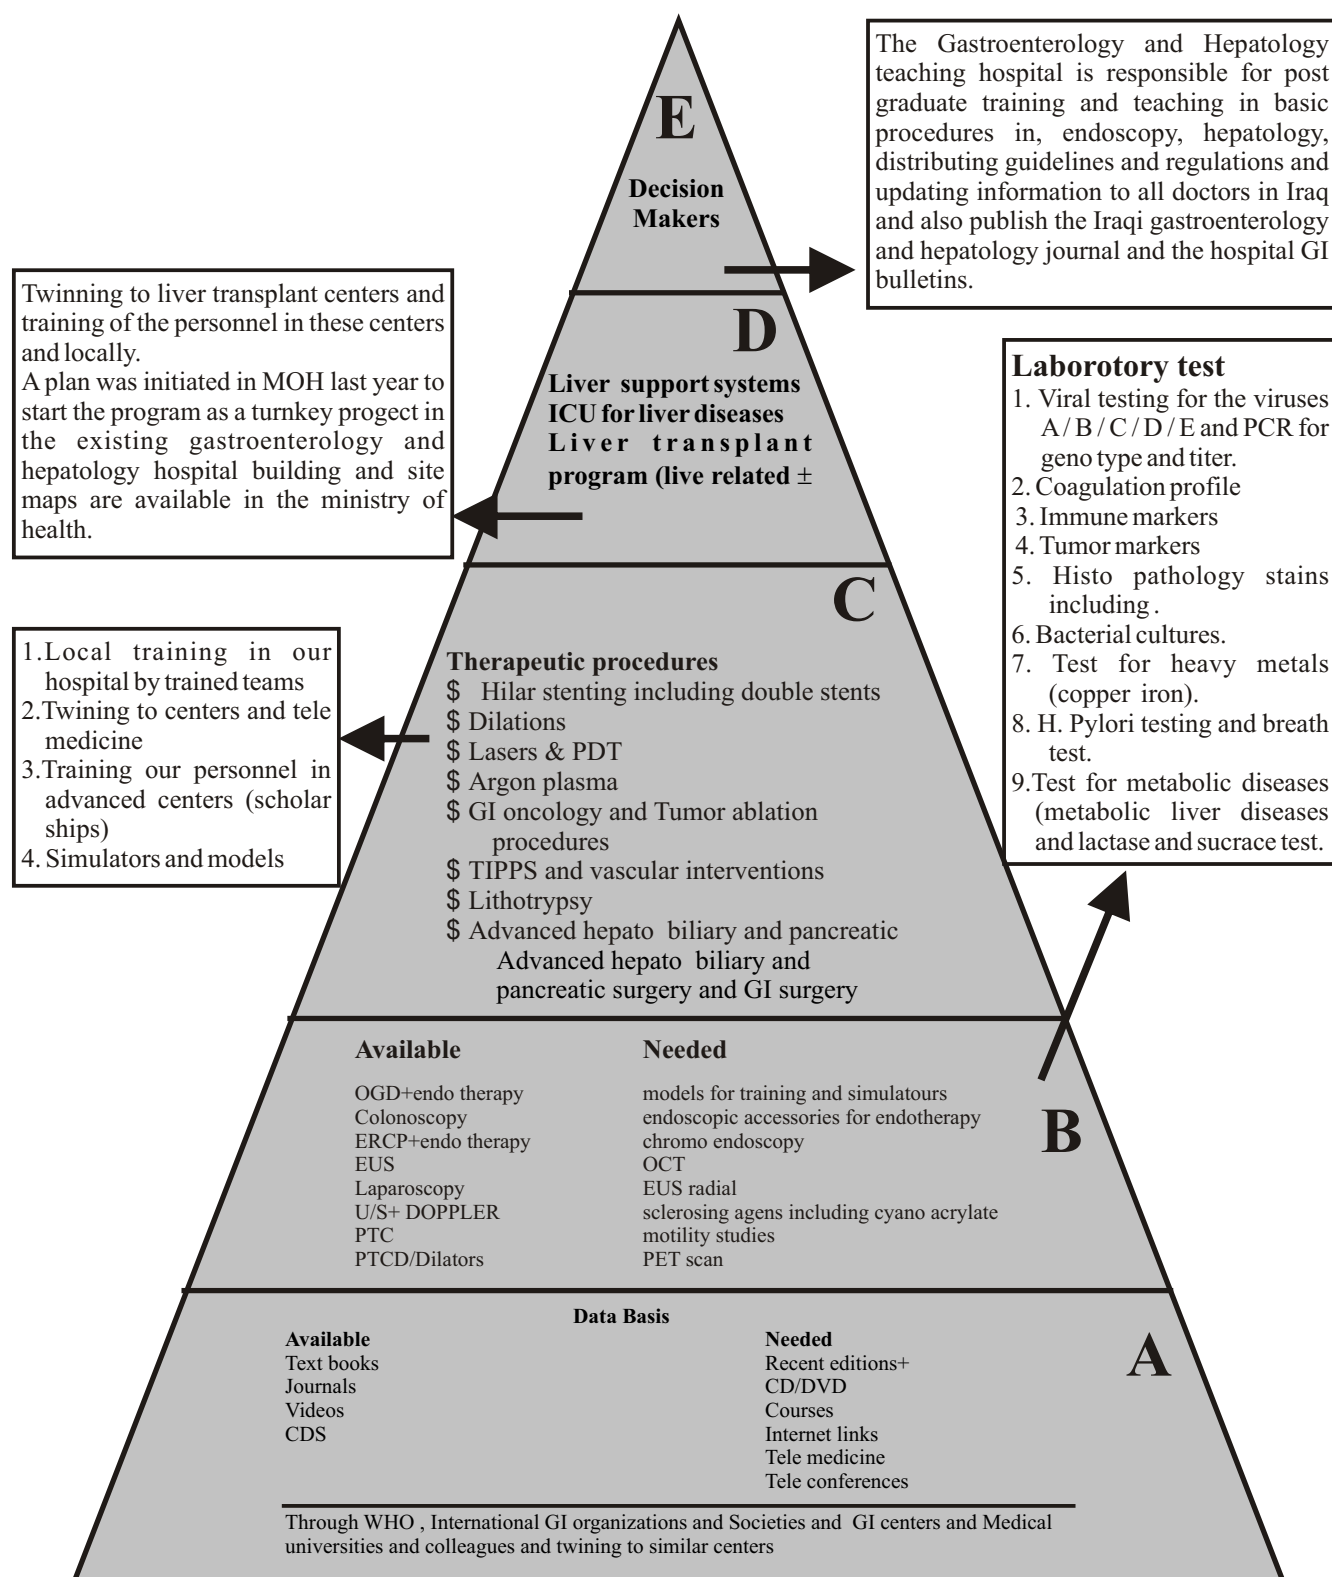 E
Decision
Makers
The Gastroenterology and Hepatology
teaching hospital is responsible for post
graduate training and teaching in basic
procedures in, endoscopy, hepatology,
distributing guidelines and regulations and
updating information to all doctors in Iraq
and also publish the Iraqi gastroenterology
and hepatology journal and the hospital GI
bulletins.
Twinning to liver transplant centers and
training of the personnel in these centers
and locally.
A plan was initiated in MOH last year to
start the program as a turnkey progect in
the existing gastroenterology and
hepatology hospital building and site
maps are available in the ministry of
health.
D
Liver support systems
ICU for liver diseases
Liver transplant
program (live related ±
Laborotory test
1. Viral testing for the viruses
A / B / C / D / E and PCR for
geno type and titer.
2. Coagulation profile
3. Immune markers
4. Tumor markers
5. Histo pathology stains
including .
6. Bacterial cultures.
7. Test for heavy metals
(copper iron).
8. H. Pylori testing and breath
test.
9.Test for metabolic diseases
(metabolic liver diseases
and lactase and sucrace test.
1.Local training in our
hospital by trained teams
2.Twining to centers and tele
medicine
3.Training our personnel in
advanced centers (scholar
ships)
4. Simulators and models
C
Therapeutic procedures
$ Hilar stenting including double stents
$ Dilations
$ Lasers & PDT
$ Argon plasma
$ GI oncology and Tumor ablation
procedures
$ TIPPS and vascular interventions
$ Lithotrypsy
$ Advanced hepato biliary and pancreatic
Advanced hepato biliary and
pancreatic surgery and GI surgery
B
Available
OGD+endo therapy
Colonoscopy
ERCP+endo therapy
EUS
Laparoscopy
U/S+ DOPPLER
PTC
PTCD/Dilators
Needed
models for training and simulatours
endoscopic accessories for endotherapy
chromo endoscopy
OCT
EUS radial
sclerosing agens including cyano acrylate
motility studies
PET scan
A
Data Basis
Available
Text books
Journals
Videos
CDS
Needed
Recent editions+
CD/DVD
Courses
Internet links
Tele medicine
Tele conferences
Through WHO , International GI organizations and Societies and GI centers and Medical
universities and colleagues and twining to similar centers